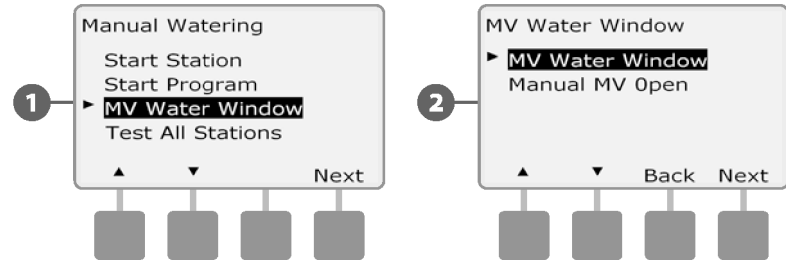 1
Manual Watering
Start Station
Start Program
► MV Water Window
Test All Stations
▲ ▼ Next
2
MV Water Window
► MV Water Window
Manual MV 0pen
▲ ▼ Back Next